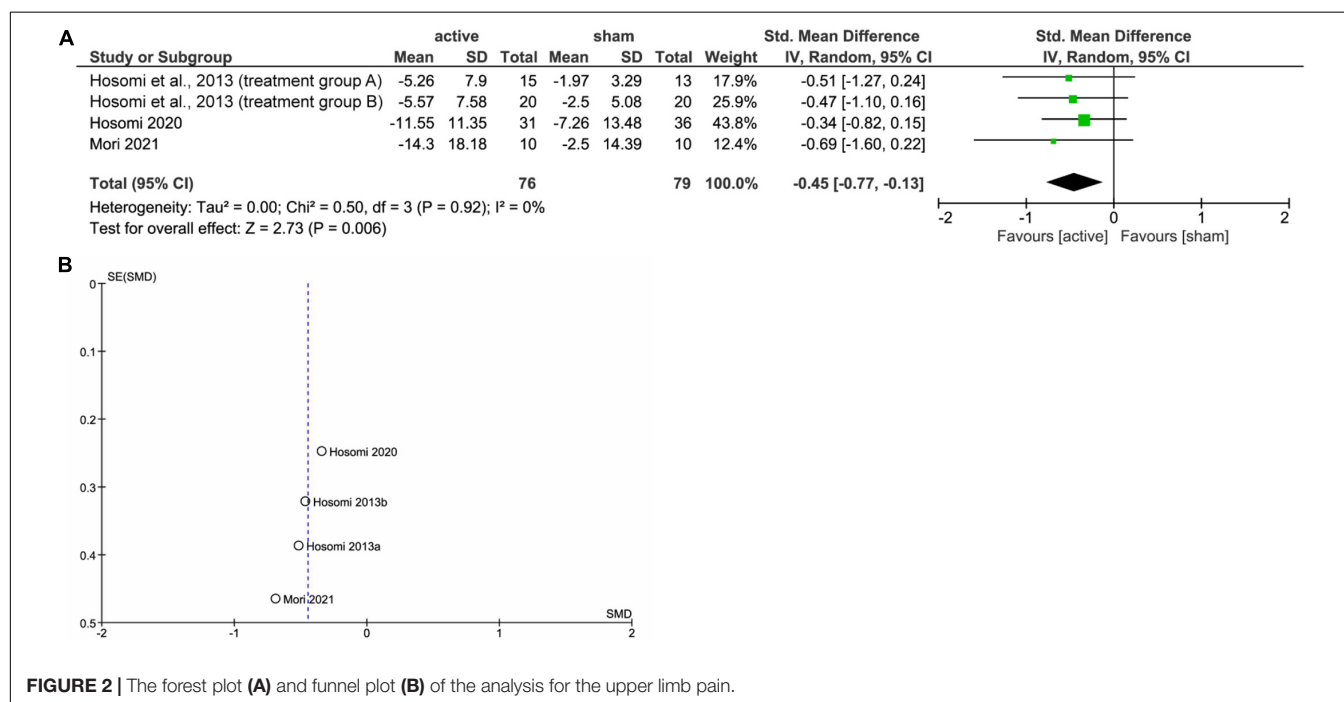 A
active sham Std. Mean Difference Std. Mean Difference
Study or Subgroup Mean SD Total Mean SD Total Weight IV, Random, 95% CI IV, Random, 95% CI
Hosomi et al., 2013 (treatment group A) -5.26 7.9 15 -1.97 3.29 13 17.9% -0.51 [-1.27, 0.24]
Hosomi et al., 2013 (treatment group B) -5.57 7.58 20 -2.5 5.08 20 25.9% -0.47 [-1.10, 0.16]
Hosomi 2020 -11.55 11.35 31 -7.26 13.48 36 43.8% -0.34 [-0.82, 0.15]
Mori 2021 -14.3 18.18 10 -2.5 14.39 10 12.4% -0.69 [-1.60, 0.22]
Total (95% CI) 76 79 100.0% -0.45 [-0.77, -0.13]
Heterogeneity: Tau² = 0.00; Chi² = 0.50, df = 3 (P = 0.92); I² = 0%
Test for overall effect: Z = 2.73 (P = 0.006)
-2 -1 0 1 2
Favours [active] Favours [sham]
B
SE(SMD)
0
0.1
0.2
Hosomi 2020
0.3
Hosomi 2013b
Hosomi 2013a
0.4
Mori 2021
SMD
0.5
-2 -1 0 1 2
FIGURE 2 | The forest plot (A) and funnel plot (B) of the analysis for the upper limb pain.